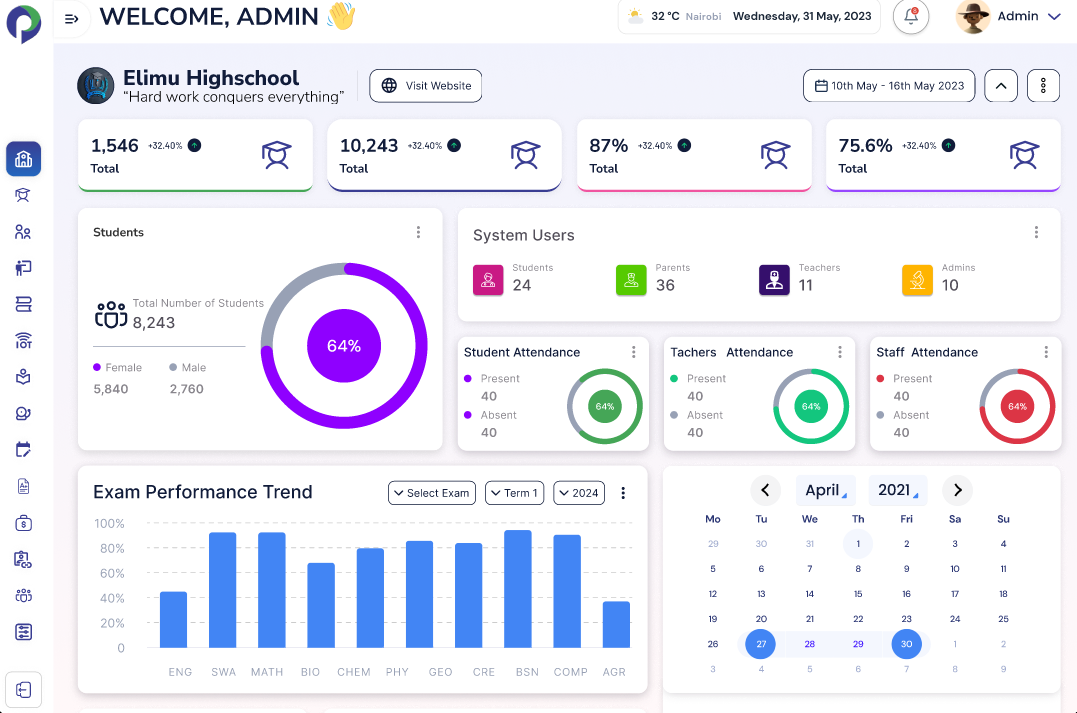 WELCOME, ADMIN 👋
32 °C Nairobi Wednesday, 31 May, 2023
8
Admin
Elimu Highschool
“Hard work conquers everything”
Visit Website
10th May - 16th May 2023
1,546 +32.40%
Total
10,243 +32.40%
Total
87% +32.40%
Total
75.6% +32.40%
Total
Students
Total Number of Students
8,243
Female Male
5,840 2,760
64%
System Users
Students
24
Parents
36
Teachers
11
Admins
10
Student Attendance
Present
40
Absent
40
64%
Tachers Attendance
Present
40
Absent
40
64%
Staff Attendance
Present
40
Absent
40
64%
Exam Performance Trend
Select Exam Term 1 2024
100%
80%
60%
40%
20%
0
ENG SWA MATH BIO CHEM PHY GEO CRE BSN COMP AGR
April 2021
Mo Tu We Th Fri Sa Su
29 30 31 1 2 3 4
5 6 7 8 9 10 11
12 13 14 15 16 17 18
19 20 21 22 23 24 25
26 27 28 29 30 1 2
3 4 5 6 7 8 9